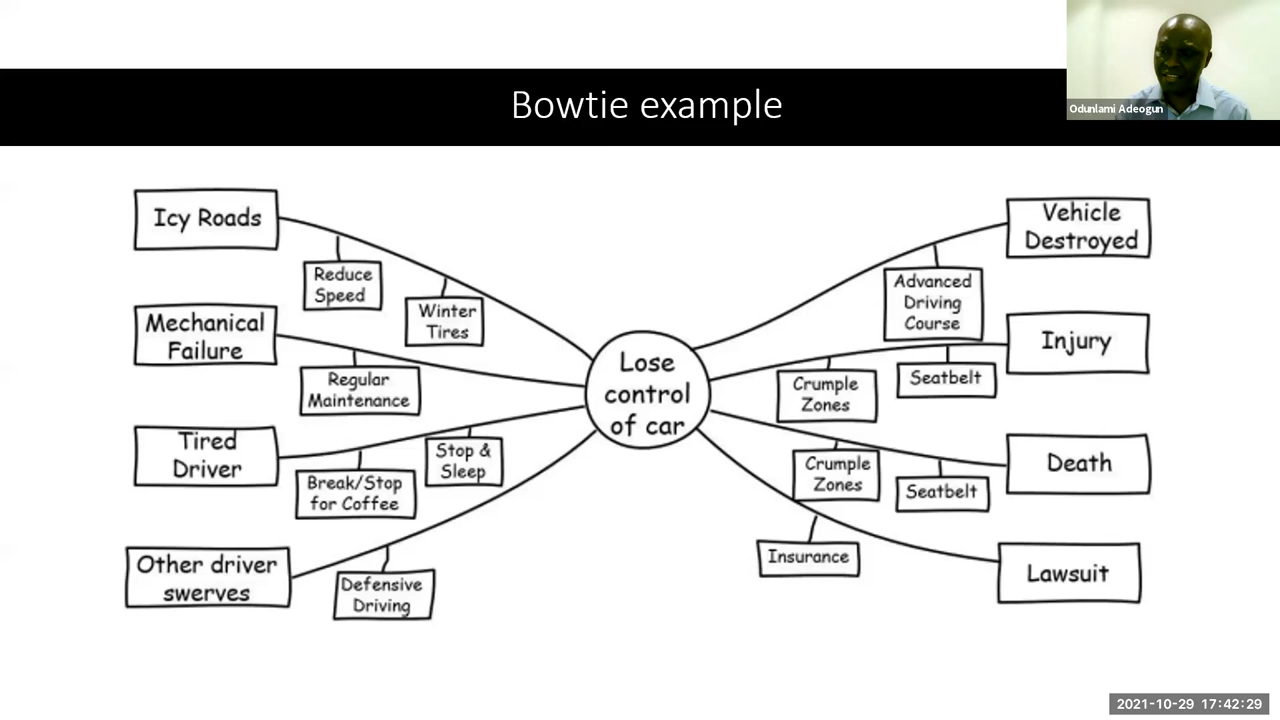 Bowtie example
Odunlami Adeogun
Icy Roads
Reduce
Speed
Winter
Tires
Mechanical
Failure
Regular
Maintenance
Tired
Driver
Break/Stop
for Coffee
Stop &
Sleep
Other driver
swerves
Defensive
Driving
Lose
control
of car
Vehicle
Destroyed
Advanced
Driving
Course
Injury
Crumple
Zones
Seatbelt
Death
Crumple
Zones
Seatbelt
Lawsuit
Insurance
2021-10-29 17:42:29